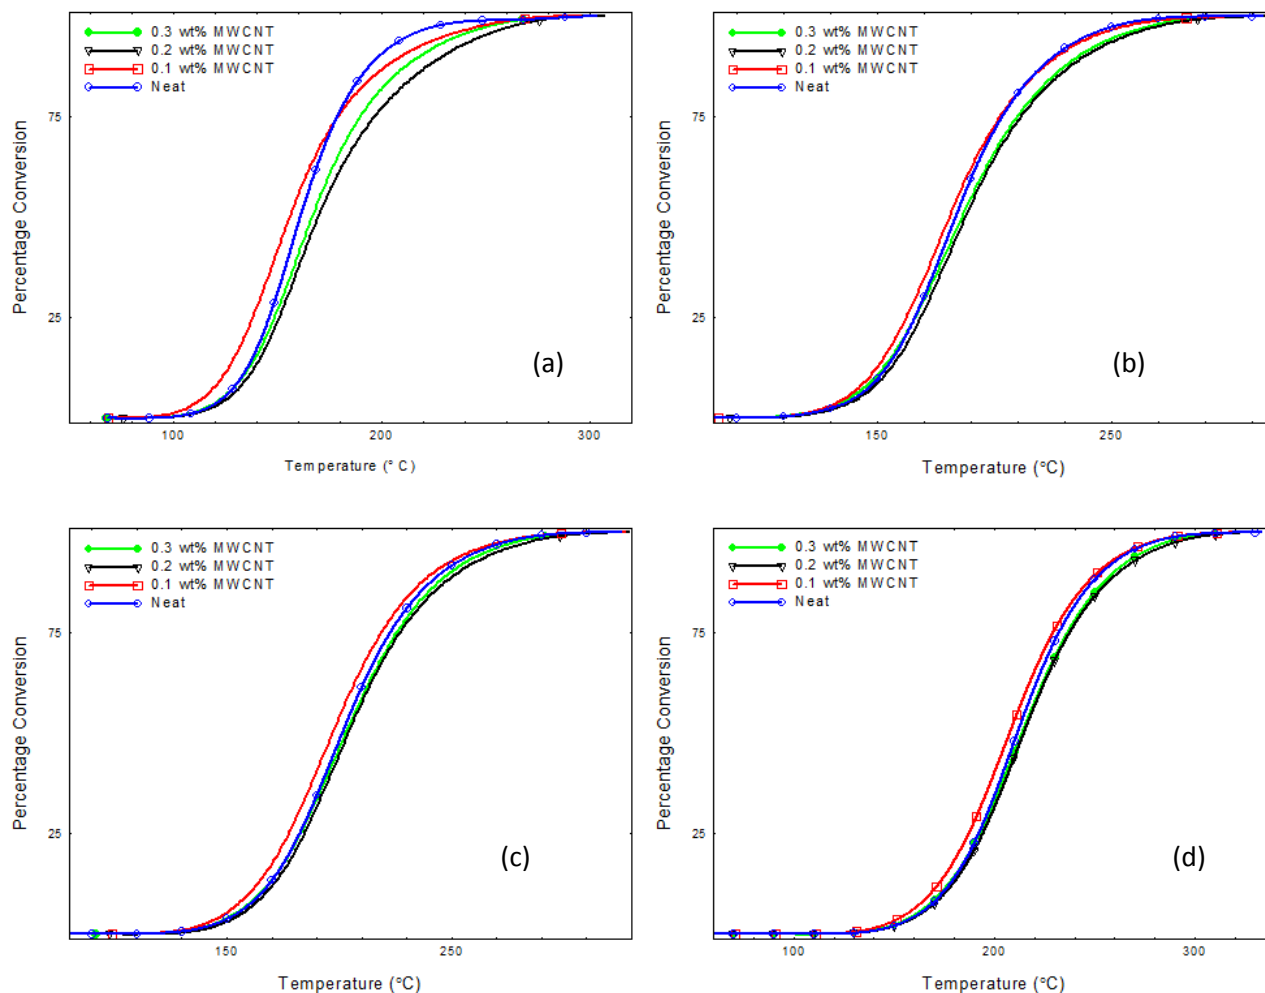 0.3 wt% MWCNT
0.2 wt% MWCNT
0.1 wt% MWCNT
Neat
75
25
Percentage Conversion
(a)
100
200
300
Temperature (° C)
0.3 wt% MWCNT
0.2 wt% MWCNT
0.1 wt% MWCNT
Neat
75
25
Percentage Conversion
(b)
150
250
Temperature (°C)
0.3 wt% MWCNT
0.2 wt% MWCNT
0.1 wt% MWCNT
Neat
75
25
Percentage Conversion
(c)
150
250
Temperature (°C)
0.3 wt% MWCNT
0.2 wt% MWCNT
0.1 wt% MWCNT
Neat
75
25
Percentage Conversion
(d)
100
200
300
Temperature (°C)